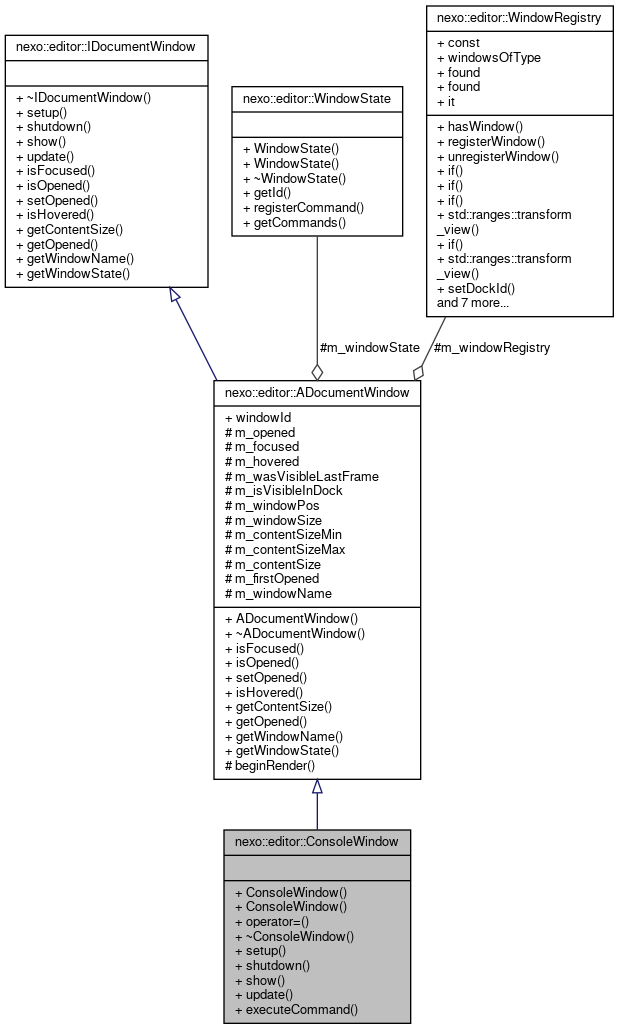 nexo::editor::IDocumentWindow
+ ~IDocumentWindow()
+ setup()
+ shutdown()
+ show()
+ update()
+ isFocused()
+ isOpened()
+ setOpened()
+ isHovered()
+ getContentSize()
+ getOpened()
+ getWindowName()
+ getWindowState()
nexo::editor::WindowState
+ WindowState()
+ WindowState()
+ ~WindowState()
+ getId()
+ registerCommand()
+ getCommands()
nexo::editor::WindowRegistry
+ const
+ windowsOfType
+ found
+ found
+ it
+ hasWindow()
+ registerWindow()
+ unregisterWindow()
+ if()
+ if()
+ if()
+ std::ranges::transform
_view()
+ if()
+ std::ranges::transform
_view()
+ setDockId()
and 7 more...
#m_windowState
#m_windowRegistry
nexo::editor::ADocumentWindow
+ windowId
# m_opened
# m_focused
# m_hovered
# m_wasVisibleLastFrame
# m_isVisibleInDock
# m_windowPos
# m_windowSize
# m_contentSizeMin
# m_contentSizeMax
# m_contentSize
# m_firstOpened
# m_windowName
+ ADocumentWindow()
+ ~ADocumentWindow()
+ isFocused()
+ isOpened()
+ setOpened()
+ isHovered()
+ getContentSize()
+ getOpened()
+ getWindowName()
+ getWindowState()
# beginRender()
nexo::editor::ConsoleWindow
+ ConsoleWindow()
+ ConsoleWindow()
+ operator=()
+ ~ConsoleWindow()
+ setup()
+ shutdown()
+ show()
+ update()
+ executeCommand()